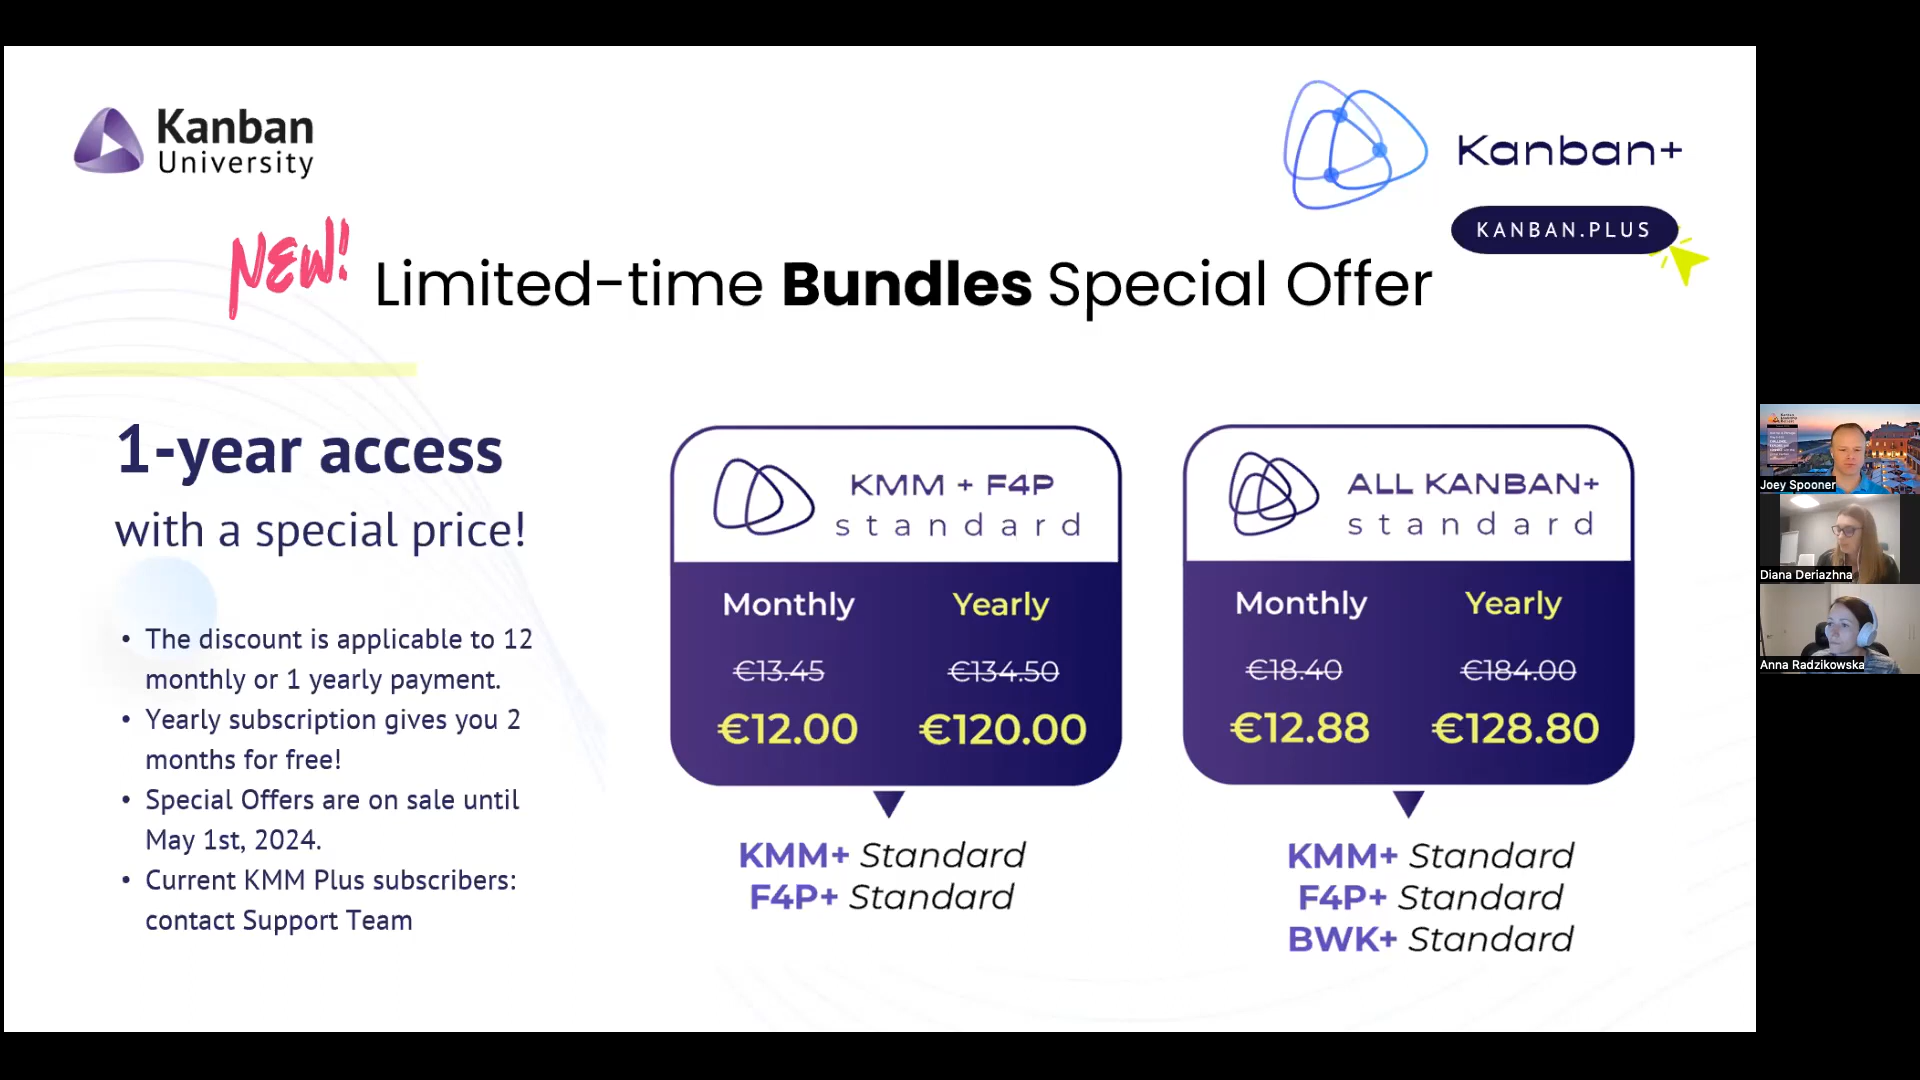 Kanban
University
Kanban+
KANBAN.PLUS
NEW!
Limited-time Bundles Special Offer
1-year access
with a special price!
• The discount is applicable to 12
monthly or 1 yearly payment.
• Yearly subscription gives you 2
months for free!
• Special Offers are on sale until
May 1st, 2024.
• Current KMM Plus subscribers:
contact Support Team
KMM + F4P
standard
Monthly Yearly
€13.45 €134.50
€12.00 €120.00
KMM+ Standard
F4P+ Standard
ALL KANBAN+
standard
Monthly Yearly
€18.40 €184.00
€12.88 €128.80
KMM+ Standard
F4P+ Standard
BWK+ Standard
Joey Spooner
Diana Deriazhna
Anna Radzikowska